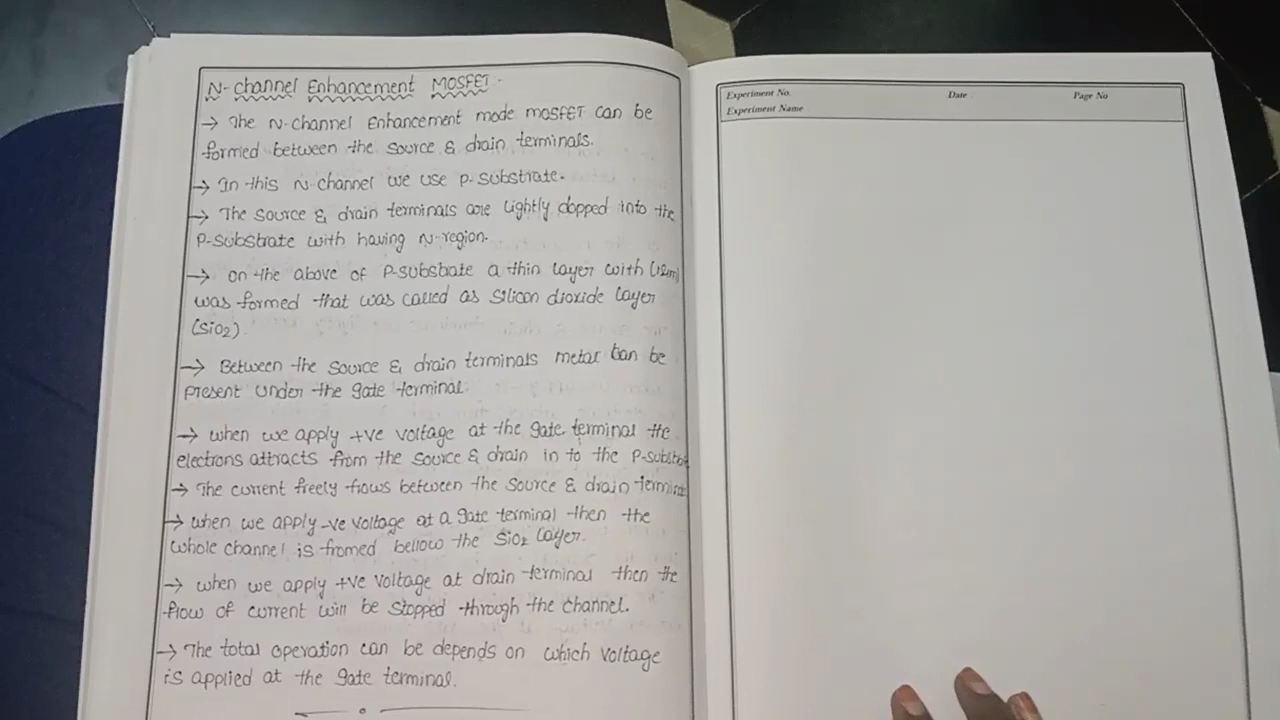 N-channel Enhancement MOSFET -
→ The N-channel Enhancement mode MOSFET can be
formed between the source & drain terminals.
→ In this N-channel we use p-substrate.
→ The source & drain terminals are lightly dopped into the
P-substrate with having N-region.
→ on the above of P-substrate a thin layer with
was formed that was called as silicon dioxide layer
(SiO2).
→ Between the source & drain terminals metal can be
present under the gate terminal.
→ when we apply +ve voltage at the gate terminal the
electrons attracts from the source & drain in to the P-substrat
→ The current freely flows between the source & drain termina
→ when we apply -ve voltage at a gate terminal then the
whole channel is fromed bellow the SiO2 layer.
→ when we apply +ve voltage at drain terminal then the
flow of current will be stopped through the channel.
→ The total operation can be depends on which voltage
is applied at the gate terminal.
Experiment No. Date Page No
Experiment Name